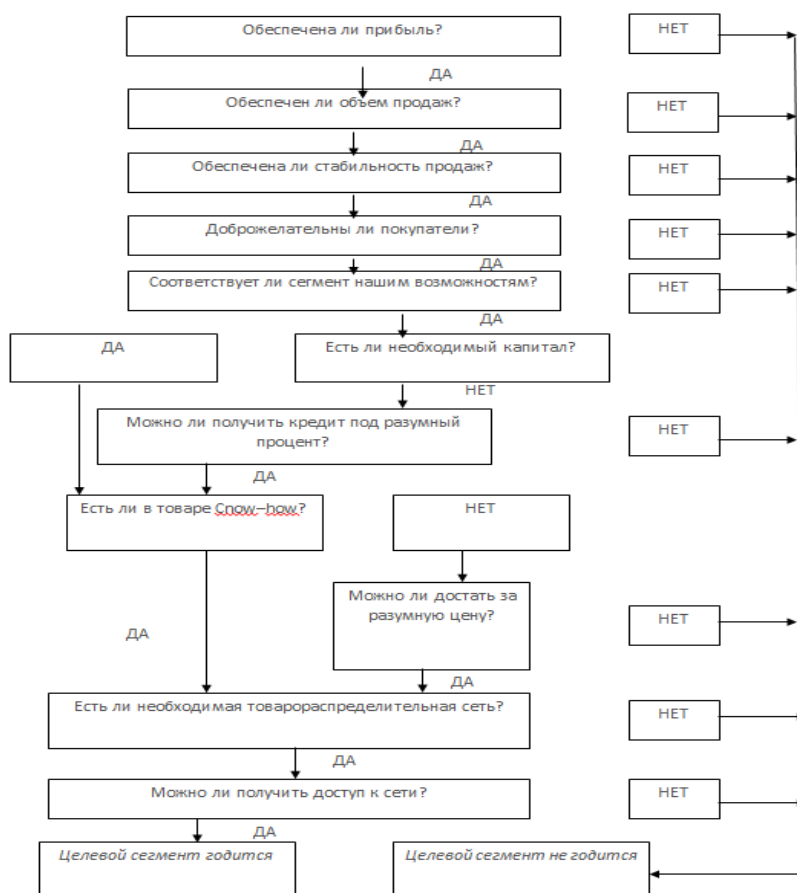 Обеспечена ли прибыль?
НЕТ
ДА
Обеспечен ли объем продаж?
НЕТ
ДА
Обеспечена ли стабильность продаж?
НЕТ
ДА
Доброжелательны ли покупатели?
НЕТ
ДА
Соответствует ли сегмент нашим возможностям?
НЕТ
ДА
ДА
Есть ли необходимый капитал?
НЕТ
Можно ли получить кредит под разумный
процент?
НЕТ
ДА
Есть ли в товаре Cnow–how?
НЕТ
Можно ли достать за
разумную цену?
НЕТ
ДА
ДА
Есть ли необходимая товарораспределительная сеть?
НЕТ
ДА
Можно ли получить доступ к сети?
НЕТ
ДА
Целевой сегмент годится
Целевой сегмент не годится